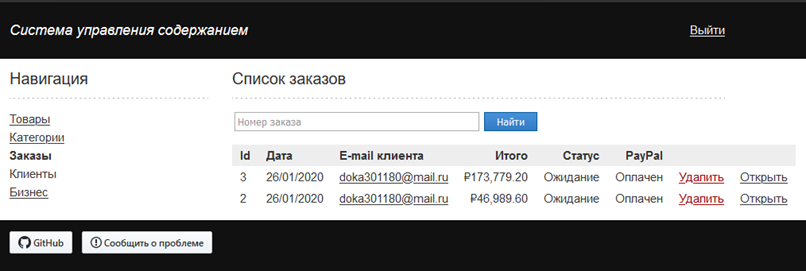 Система управления содержанием
Выйти
Навигация
Товары
Категории
Заказы
Клиенты
Бизнес
Список заказов
Номер заказа
Найти
Id Дата E-mail клиента Итого Статус PayPal
3 26/01/2020 doka301180@mail.ru ₽173,779.20 Ожидание Оплачен Удалить Открыть
2 26/01/2020 doka301180@mail.ru ₽46,989.60 Ожидание Оплачен Удалить Открыть
GitHub
Сообщить о проблеме